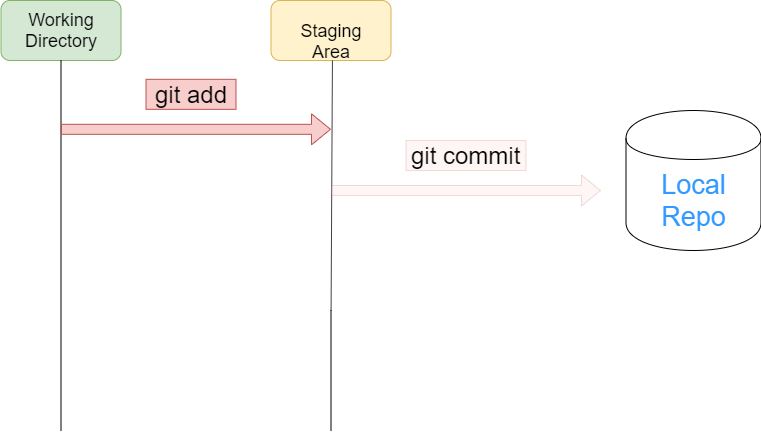 Working
Directory
Staging
Area
git add
git commit
Local
Repo